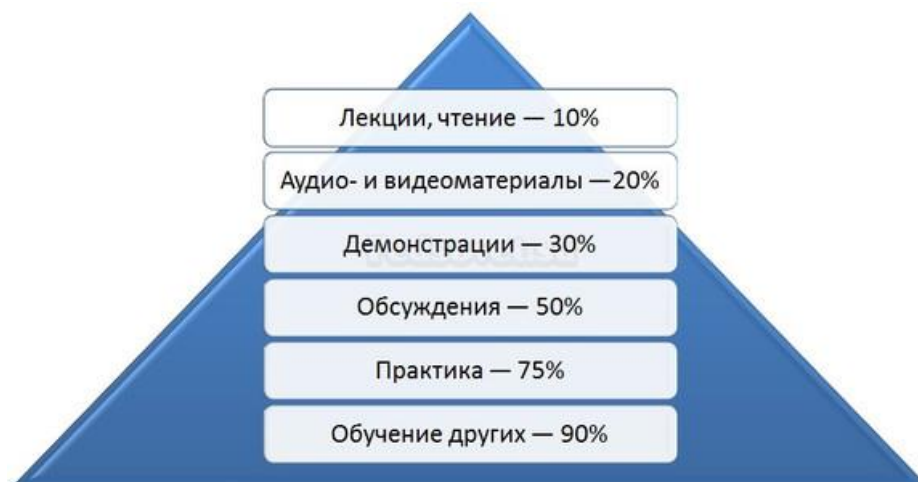 Лекции, чтение — 10%
Аудио- и видеоматериалы —20%
Демонстрации — 30%
Обсуждения — 50%
Практика — 75%
Обучение других — 90%